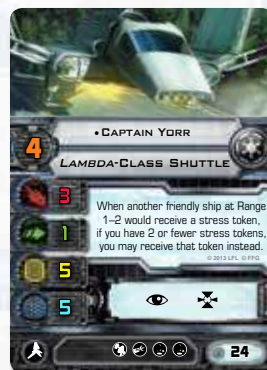 •Captain Yorr
4
Lambda-Class Shuttle
3
When another friendly ship at Range
1–2 would receive a stress token,
if you have 2 or fewer stress tokens,
you may receive that token instead.
© 2013 LFL © FFG
1
5
5
24